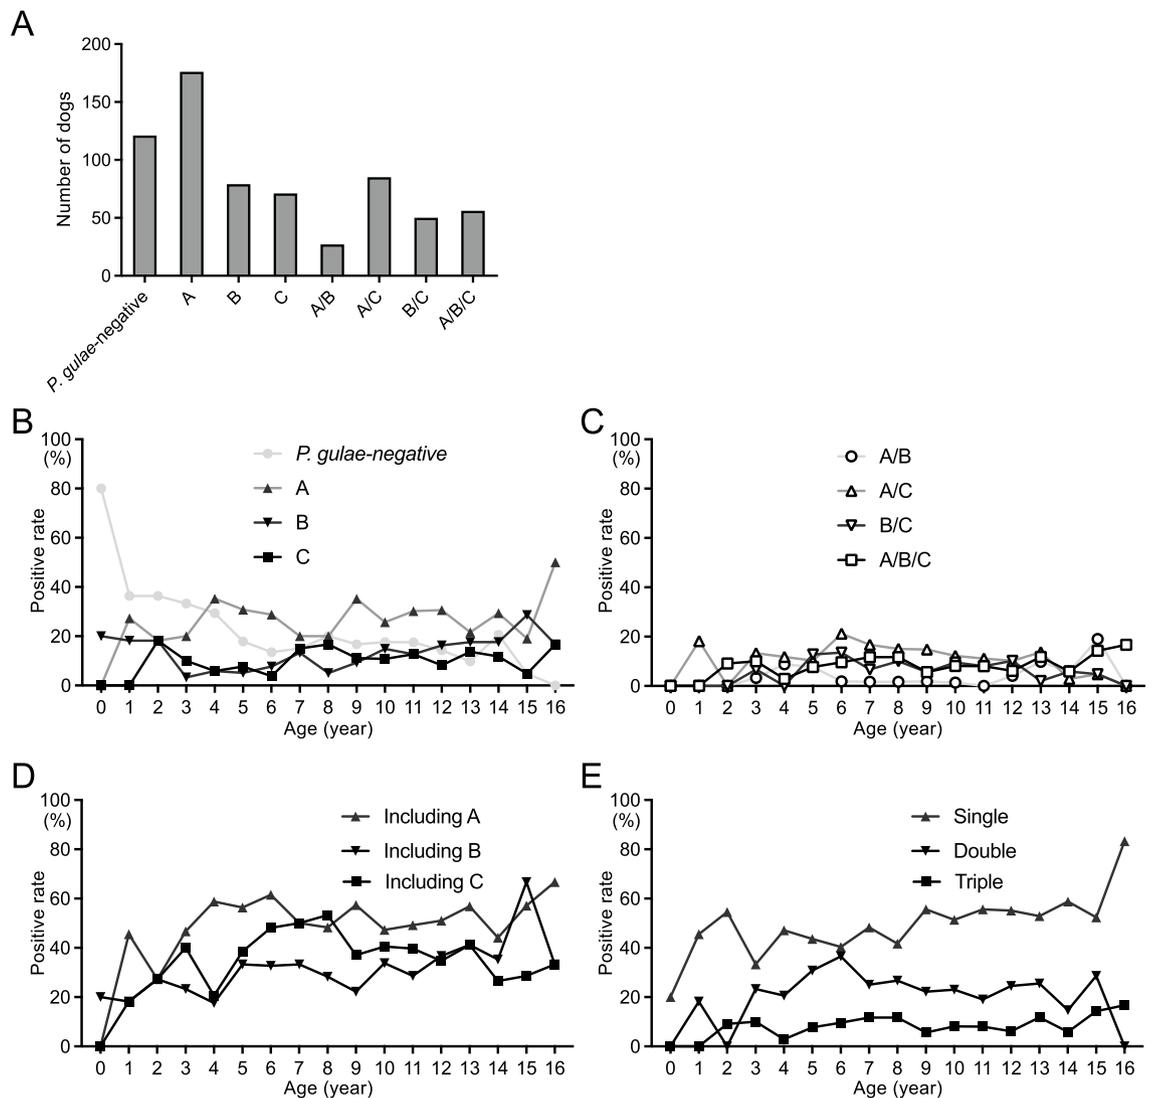 A
200
150
100
50
0
Number of dogs
P. gulae-negative
A
B
C
A/B
A/C
B/C
A/B/C
B
100
(%)
80
60
40
20
0
Positive rate
P. gulae-negative
A
B
C
0 1 2 3 4 5 6 7 8 9 10 11 12 13 14 15 16
Age (year)
C
100
(%)
80
60
40
20
0
Positive rate
A/B
A/C
B/C
A/B/C
0 1 2 3 4 5 6 7 8 9 10 11 12 13 14 15 16
Age (year)
D
100
(%)
80
60
40
20
0
Positive rate
Including A
Including B
Including C
0 1 2 3 4 5 6 7 8 9 10 11 12 13 14 15 16
Age (year)
E
100
(%)
80
60
40
20
0
Positive rate
Single
Double
Triple
0 1 2 3 4 5 6 7 8 9 10 11 12 13 14 15 16
Age (year)